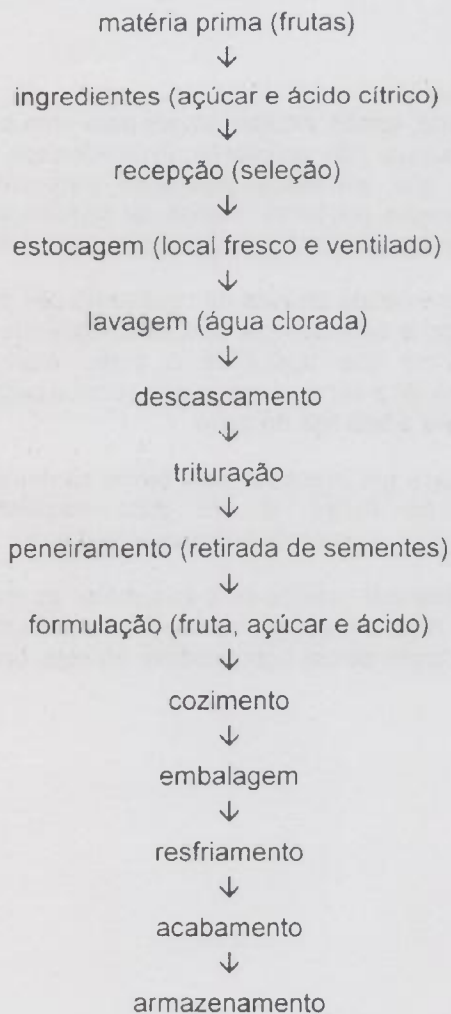 matéria prima (frutas)
↓
ingredientes (açúcar e ácido cítrico)
↓
recepção (seleção)
↓
estocagem (local fresco e ventilado)
↓
lavagem (água clorada)
↓
descascamento
↓
trituração
↓
peneiramento (retirada de sementes)
↓
formulação (fruta, açúcar e ácido)
↓
cozimento
↓
embalagem
↓
resfriamento
↓
acabamento
↓
armazenamento